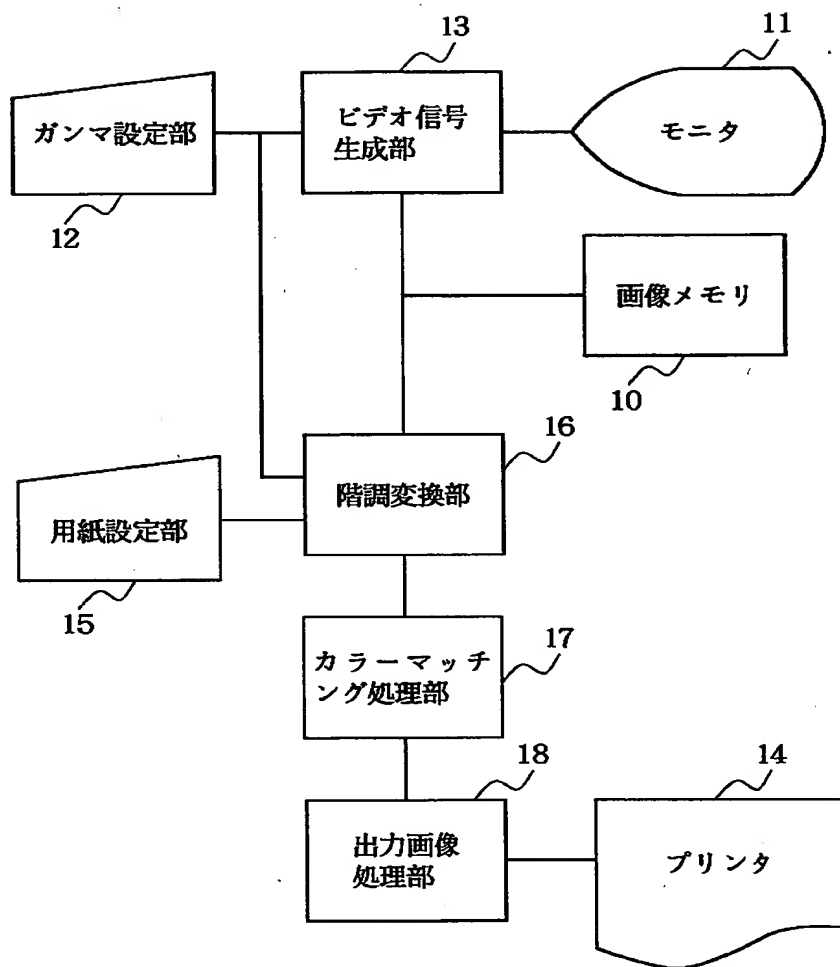 13
11
ガンマ設定部
ビデオ信号
生成部
モニタ
12
画像メモリ
10
16
階調変換部
用紙設定部
15
17
カラーマッチ
ング処理部
18
14
出力画像
処理部
プリンタ